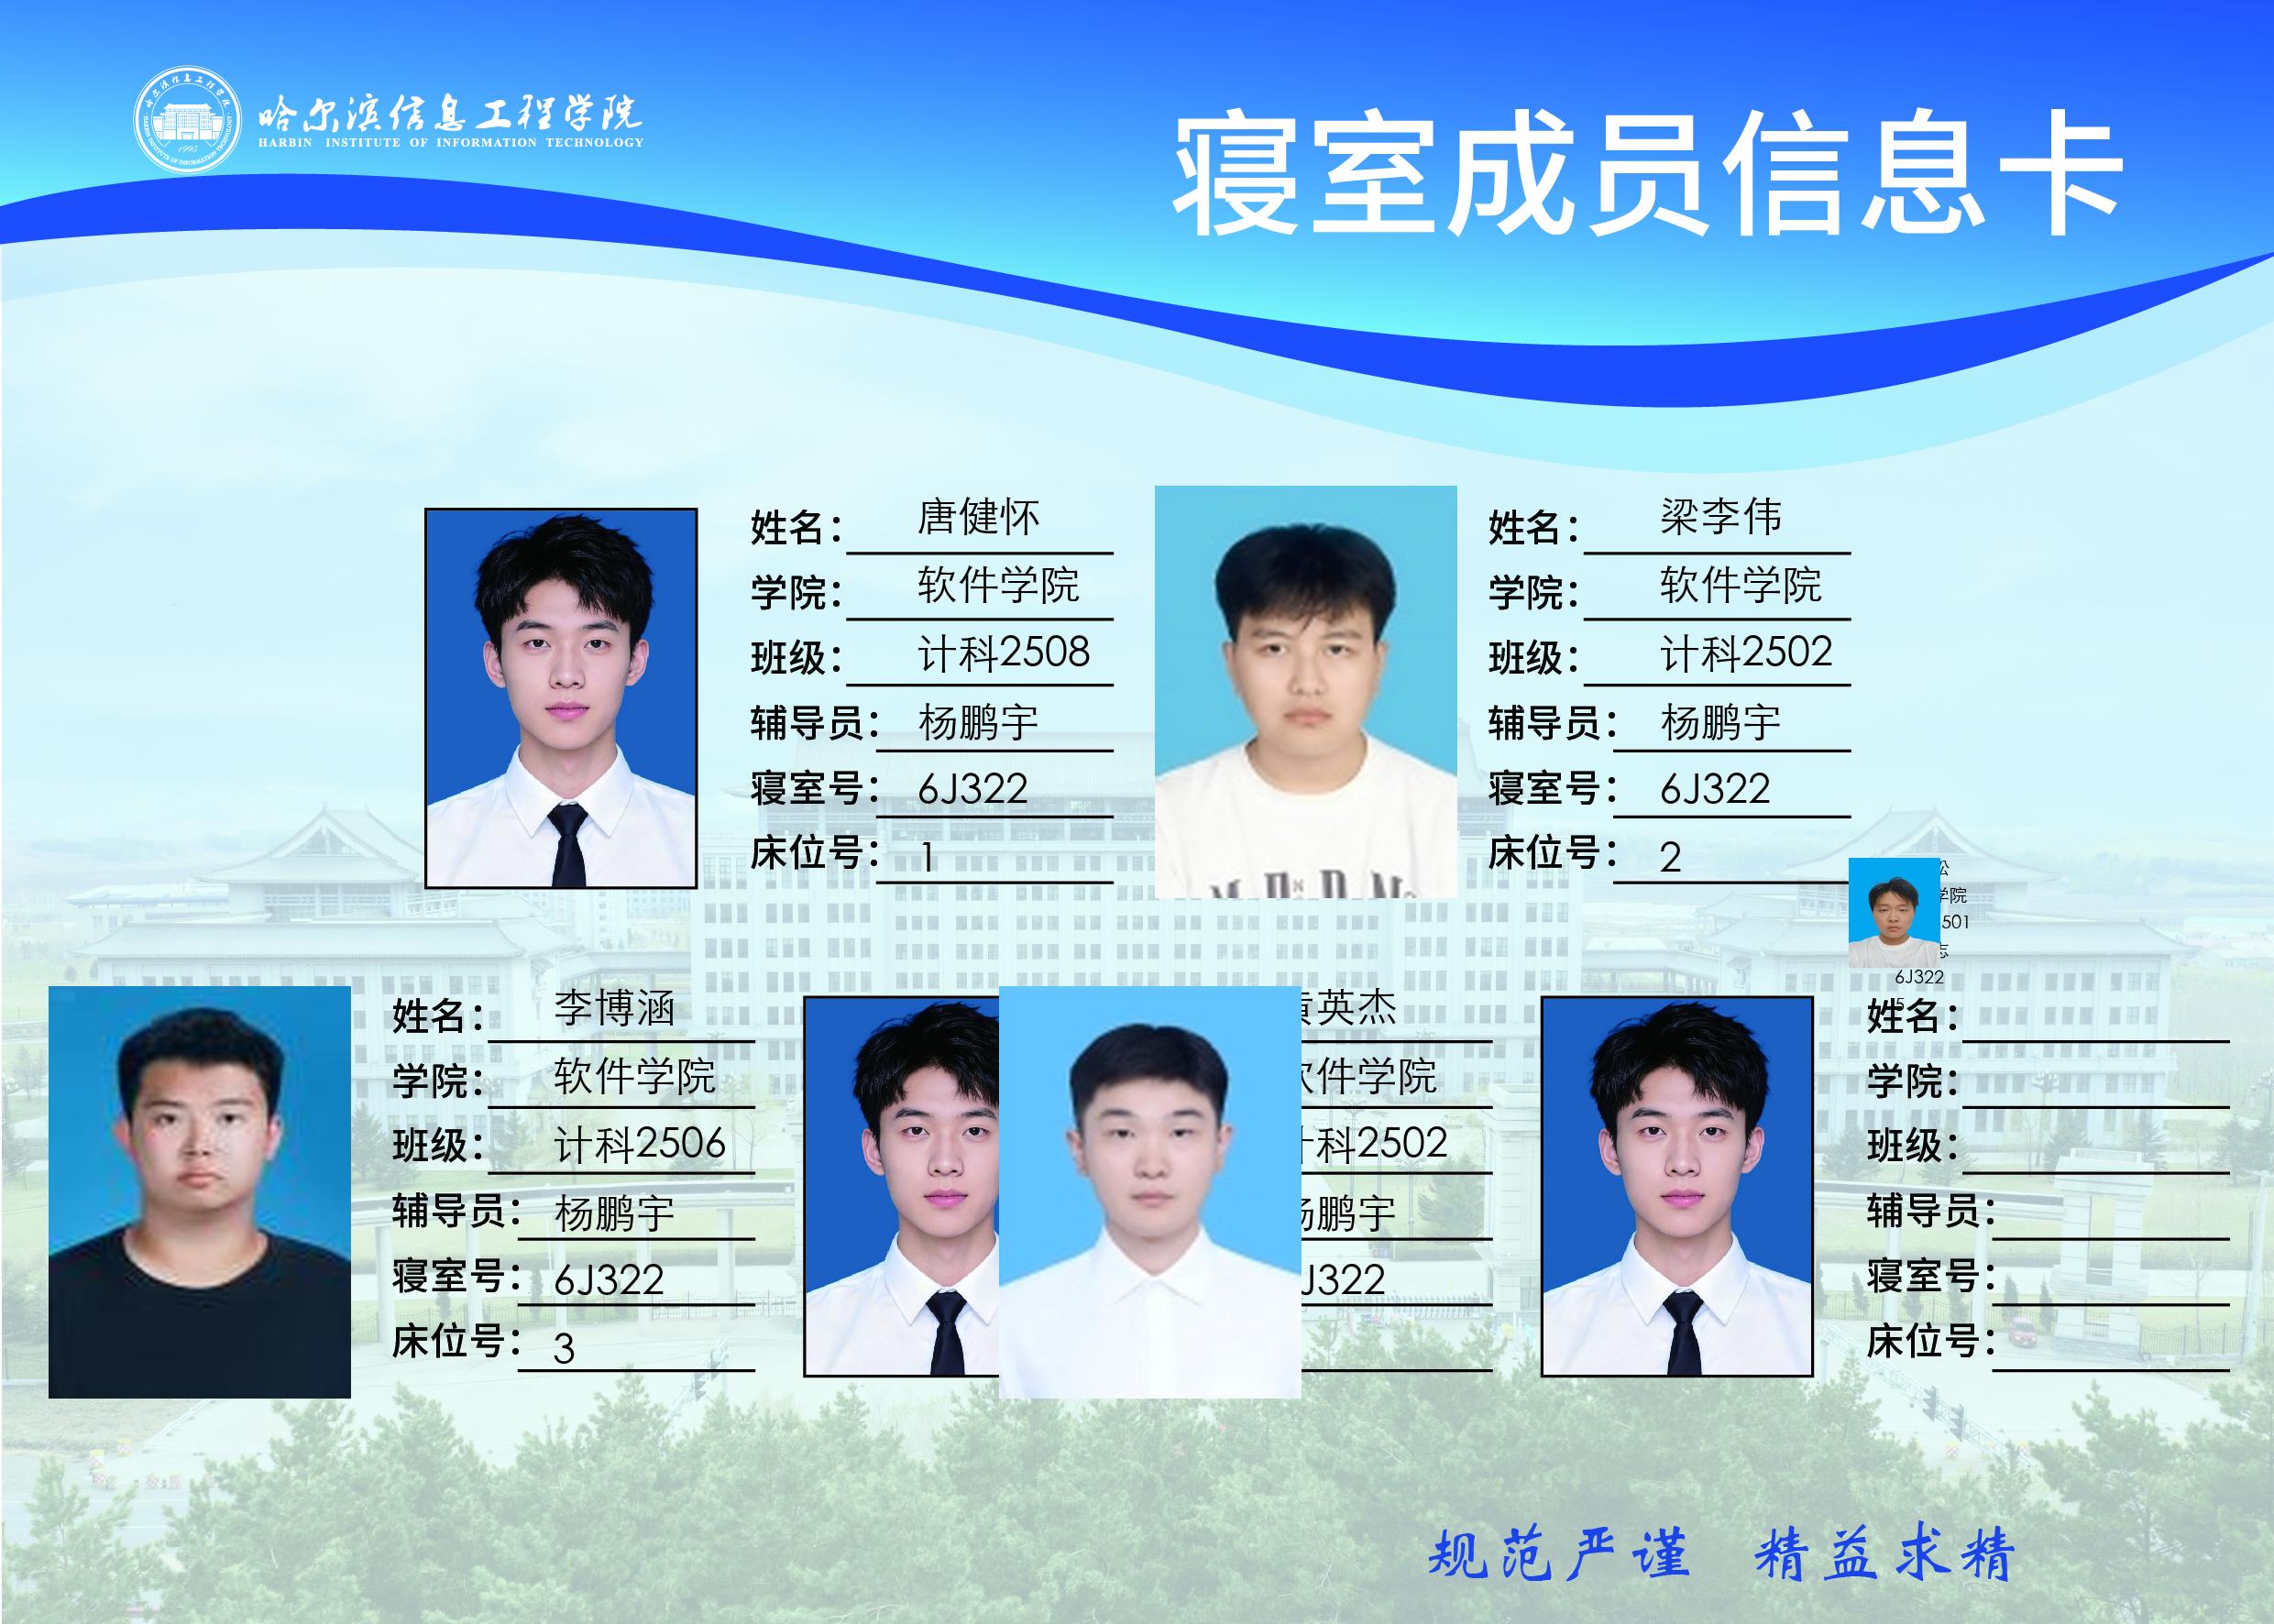 哈尔滨信息工程学院
HARBIN INSTITUTE OF INFORMATION TECHNOLOGY
1995
寝室成员信息卡
姓名: 唐健怀
学院: 软件学院
班级: 计科2508
辅导员: 杨鹏宇
寝室号: 6J322
床位号: 1
姓名: 梁李伟
学院: 软件学院
班级: 计科2502
辅导员: 杨鹏宇
寝室号: 6J322
床位号: 2
学院
501
6J322
姓名: 李博涵
学院: 软件学院
班级: 计科2506
辅导员: 杨鹏宇
寝室号: 6J322
床位号: 3
英杰
件学院
科2502
鹏宇
J322
姓名:
学院:
班级:
辅导员:
寝室号:
床位号:
规范严谨 精益求精